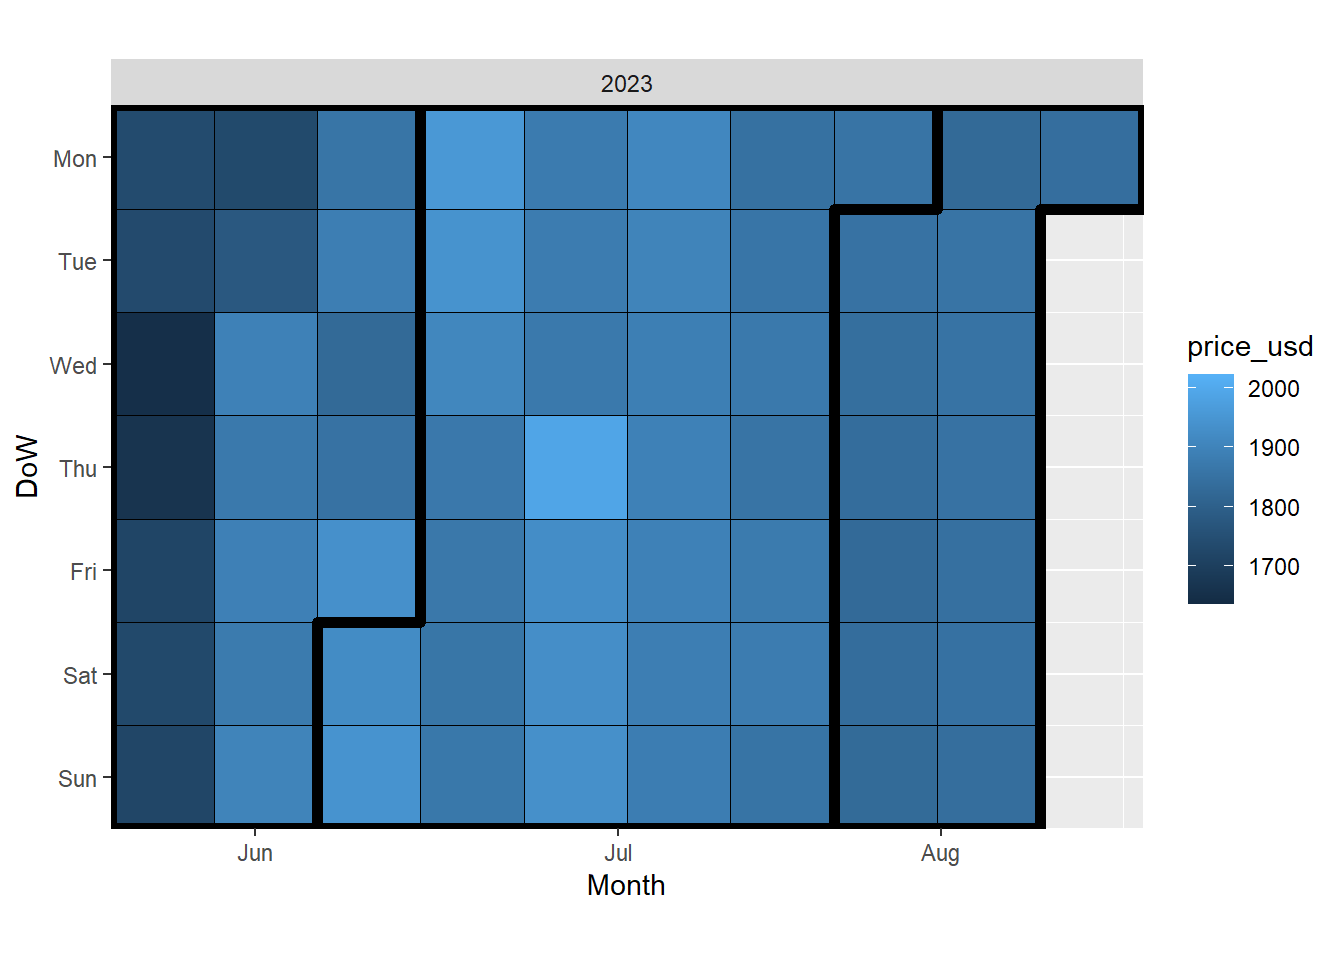 2023
Mon
Tue
Wed
Thu
Fri
Sat
Sun
DoW
Jun Jul Aug
Month
price_usd
2000
1900
1800
1700